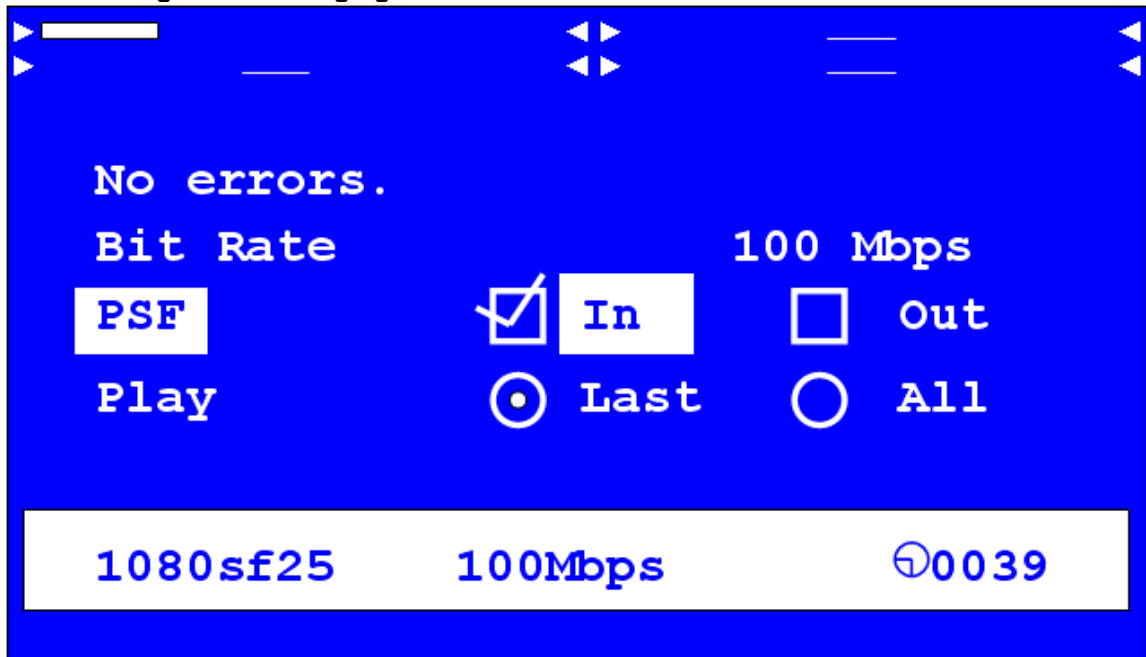 No errors.
Bit Rate 100 Mbps
PSF In Out
Play Last All
1080sf25 100Mbps 0039